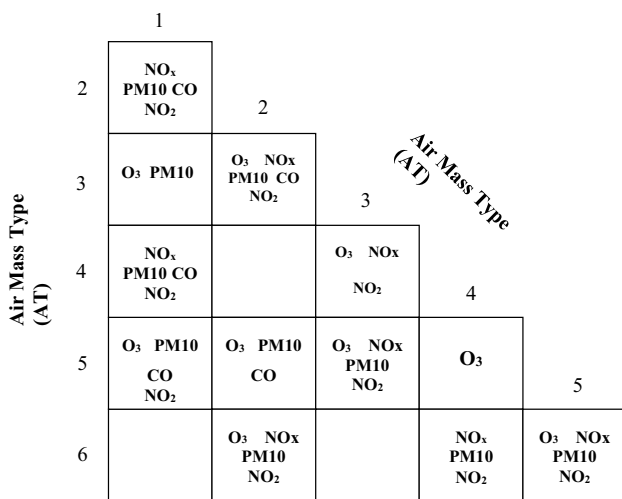 1
NOₓ
PM10 CO
NO₂
2
2
O₃ PM10
O₃ NOx
PM10 CO
NO₂
3
3
NOₓ
PM10 CO
NO₂
O₃ NOx
NO₂
4
4
O₃ PM10
CO
NO₂
O₃ PM10
CO
O₃ NOx
PM10
NO₂
O₃
5
5
O₃ NOx
PM10
NO₂
NOₓ
PM10
NO₂
O₃ NOx
PM10
NO₂
6
Air Mass Type
(AT)
Air Mass Type
(AT)